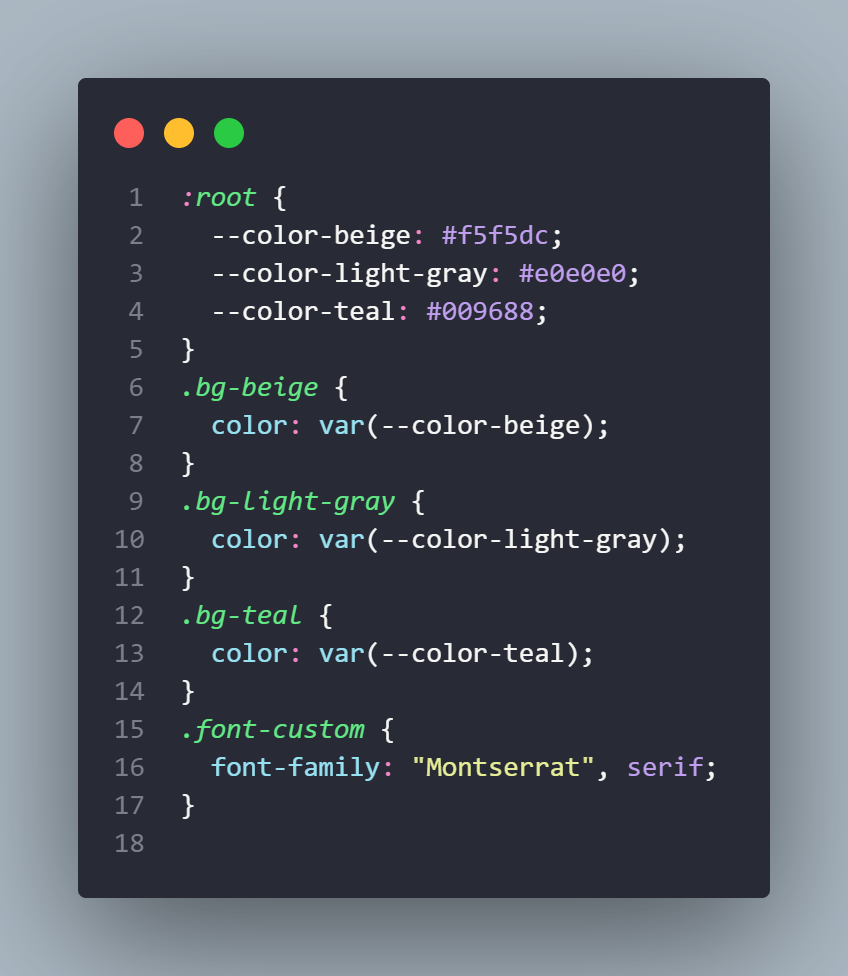 1 :root {
2   --color-beige: #f5f5dc;
3   --color-light-gray: #e0e0e0;
4   --color-teal: #009688;
5 }
6 .bg-beige {
7   color: var(--color-beige);
8 }
9 .bg-light-gray {
10   color: var(--color-light-gray);
11 }
12 .bg-teal {
13   color: var(--color-teal);
14 }
15 .font-custom {
16   font-family: "Montserrat", serif;
17 }
18